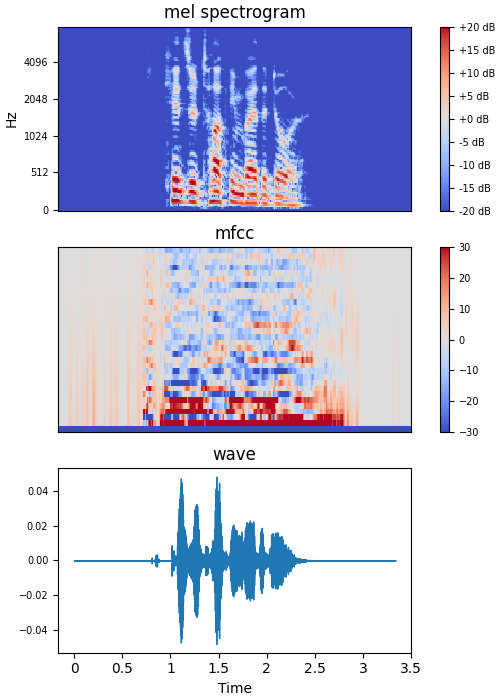 mel spectrogram
Hz
4096
2048
1024
512
0
+20 dB
+15 dB
+10 dB
+5 dB
+0 dB
-5 dB
-10 dB
-15 dB
-20 dB
mfcc
30
20
10
0
−10
−20
−30
wave
0.04
0.02
0.00
−0.02
−0.04
0 0.5 1 1.5 2 2.5 3 3.5
Time